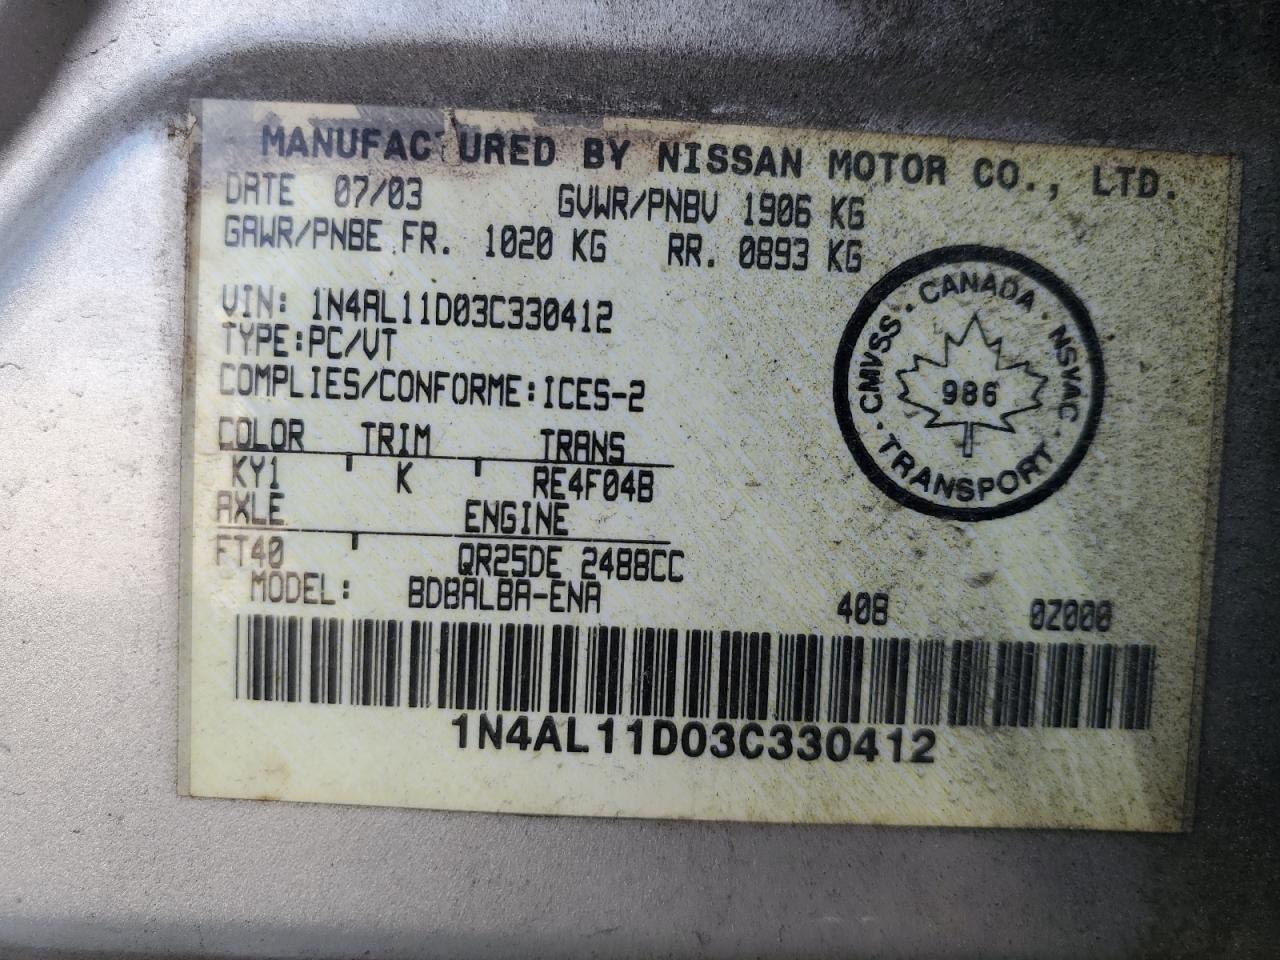 MANUFACTURED BY NISSAN MOTOR CO., LTD.
DATE 07/03 GVWR/PNBV 1906 KG
GAWR/PNBE FR. 1020 KG RR. 0893 KG
VIN: 1N4AL11D03C330412
TYPE:PC/VT
COMPLIES/CONFORME:ICES-2
COLOR TRIM TRANS
KY1 K RE4F04B
AXLE ENGINE
FT40 QR25DE 2488CC
MODEL: BDBALBA-ENA 40B 0Z000
CANADA · NSVAC · TRANSPORT · CMVSS ·
986
1N4AL11D03C330412